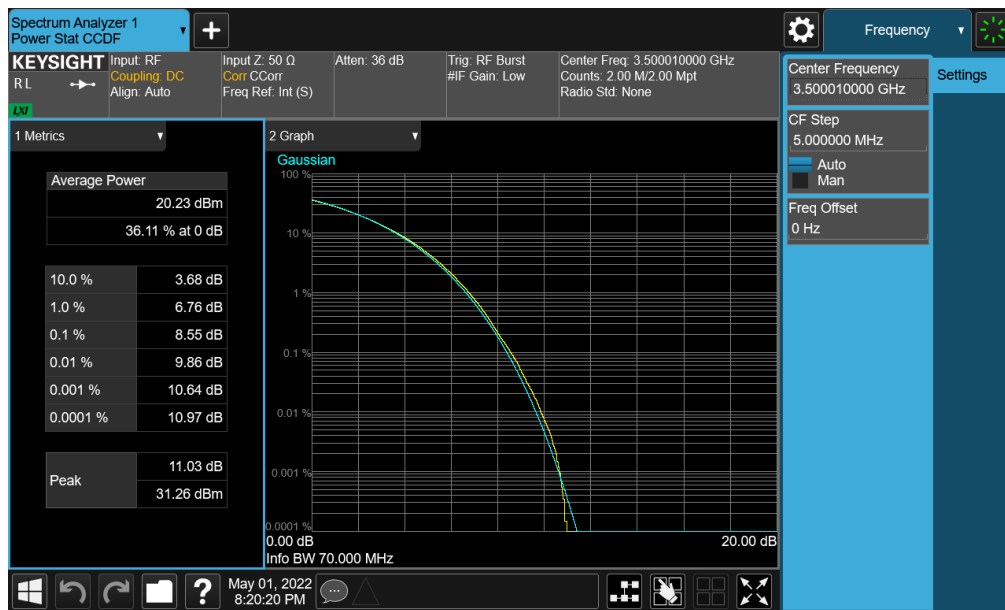 Spectrum Analyzer 1
Power Stat CCDF
+
Frequency
KEYSIGHT
RL
LXI
Input: RF
Coupling: DC
Align: Auto
Input Z: 50 Ω
Corr CCorr
Freq Ref: Int (S)
Atten: 36 dB
Trig: RF Burst
#IF Gain: Low
Center Freq: 3.500010000 GHz
Counts: 2.00 M/2.00 Mpt
Radio Std: None
Center Frequency
3.500010000 GHz
Settings
CF Step
5.000000 MHz
Auto
Man
Freq Offset
0 Hz
1 Metrics
Average Power
20.23 dBm
36.11 % at 0 dB
10.0 % 3.68 dB
1.0 % 6.76 dB
0.1 % 8.55 dB
0.01 % 9.86 dB
0.001 % 10.64 dB
0.0001 % 10.97 dB
Peak 11.03 dB
31.26 dBm
2 Graph
Gaussian
100 %
10 %
1 %
0.1 %
0.01 %
0.001 %
0.0001 %
0.00 dB 20.00 dB
Info BW 70.000 MHz
?
May 01, 2022
8:20:20 PM